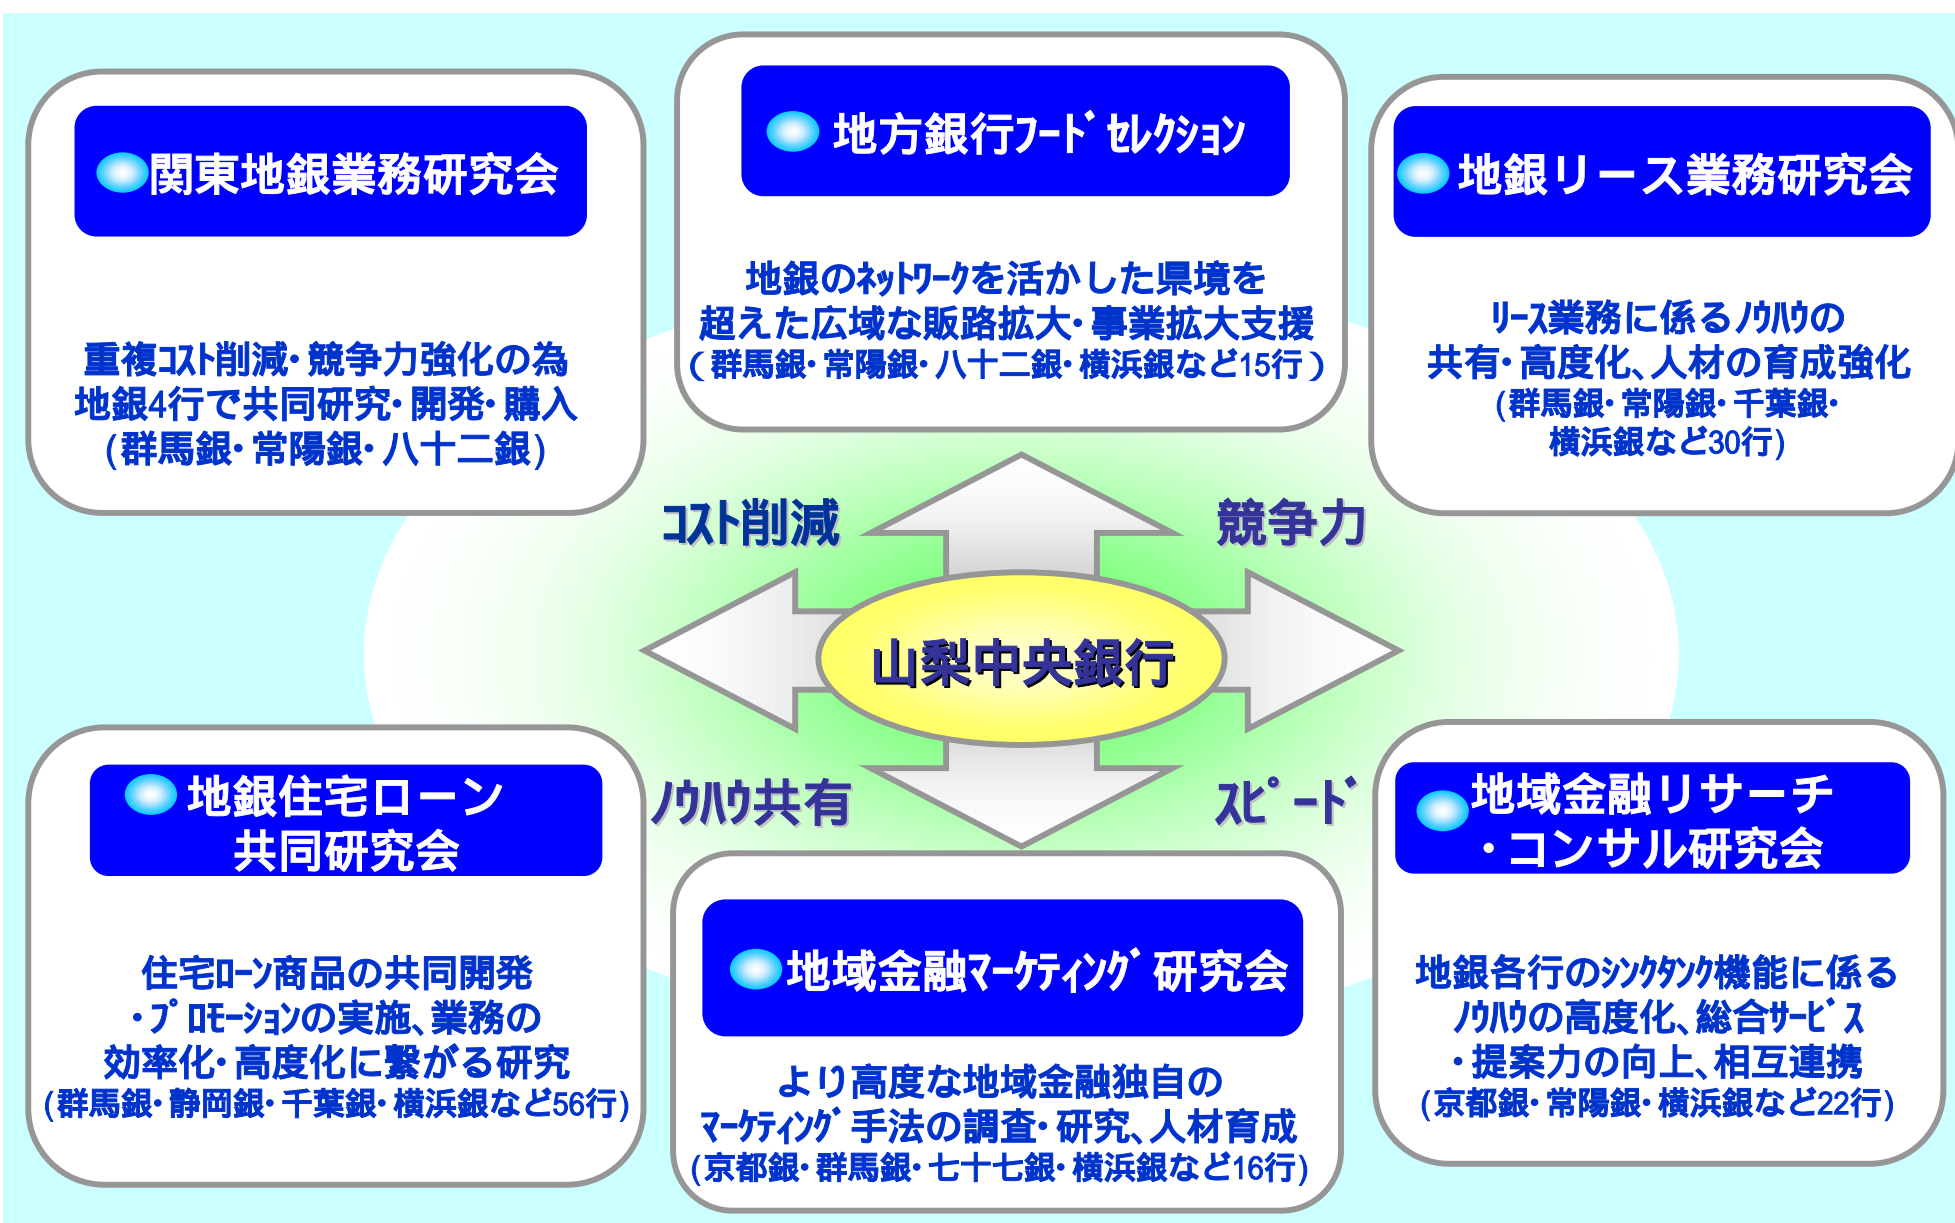 関東地銀業務研究会
重複ｺｽﾄ削減・競争力強化の為
地銀4行で共同研究・開発・購入
(群馬銀・常陽銀・八十二銀)
地方銀行ﾌｰﾄﾞｾﾚｸｼｮﾝ
地銀のﾈｯﾄﾜｰｸを活かした県境を
超えた広域な販路拡大・事業拡大支援
(群馬銀・常陽銀・八十二銀・横浜銀など15行)
地銀リース業務研究会
ﾘｰｽ業務に係るﾉｳﾊｳの
共有・高度化、人材の育成強化
(群馬銀・常陽銀・千葉銀・
横浜銀など30行)
ｺｽﾄ削減
競争力
山梨中央銀行
ﾉｳﾊｳ共有
ｽﾋﾟｰﾄﾞ
地銀住宅ローン
共同研究会
住宅ﾛｰﾝ商品の共同開発
・ﾌﾟﾛﾓｰｼｮﾝの実施、業務の
効率化・高度化に繋がる研究
(群馬銀・静岡銀・千葉銀・横浜銀など56行)
地域金融ﾏｰｹﾃｨﾝｸﾞ研究会
より高度な地域金融独自の
ﾏｰｹﾃｨﾝｸﾞ手法の調査・研究、人材育成
(京都銀・群馬銀・七十七銀・横浜銀など16行)
地域金融リサーチ
・コンサル研究会
地銀各行のｼﾝｸﾀﾝｸ機能に係る
ﾉｳﾊｳの高度化、総合ｻｰﾋﾞｽ
・提案力の向上、相互連携
(京都銀・常陽銀・横浜銀など22行)